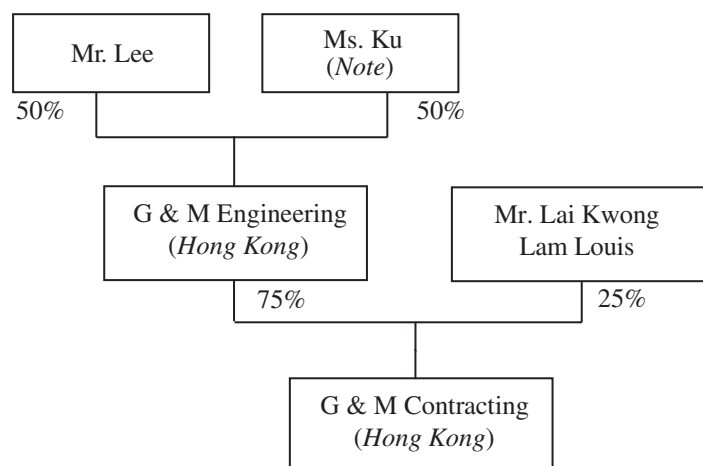 Mr. Lee
Ms. Ku
(Note)
50%
50%
G & M Engineering
(Hong Kong)
Mr. Lai Kwong
Lam Louis
75%
25%
G & M Contracting
(Hong Kong)